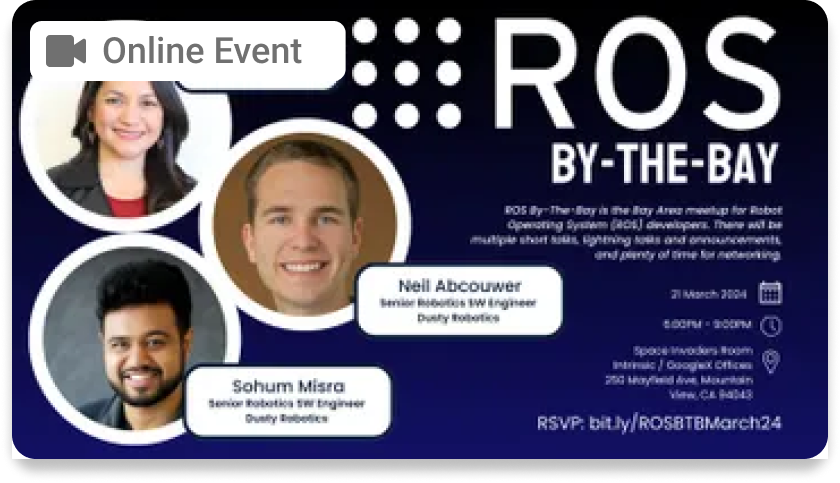 Online Event
ROS
BY-THE-BAY
ROS By-The-Bay is the Bay Area meetup for Robot
Operating System (ROS) developers. There will be
multiple short talks, lightning talks and announcements,
and plenty of time for networking.
Neil Abcouwer
Senior Robotics SW Engineer
Dusty Robotics
21 March 2024
6:00PM - 9:00PM
Space Invaders Room
Intrinsic / GoogleX Offices
250 Mayfield Ave, Mountain
View, CA 94043
Sohum Misra
Senior Robotics SW Engineer
Dusty Robotics
RSVP: bit.ly/ROSBTBMarch24